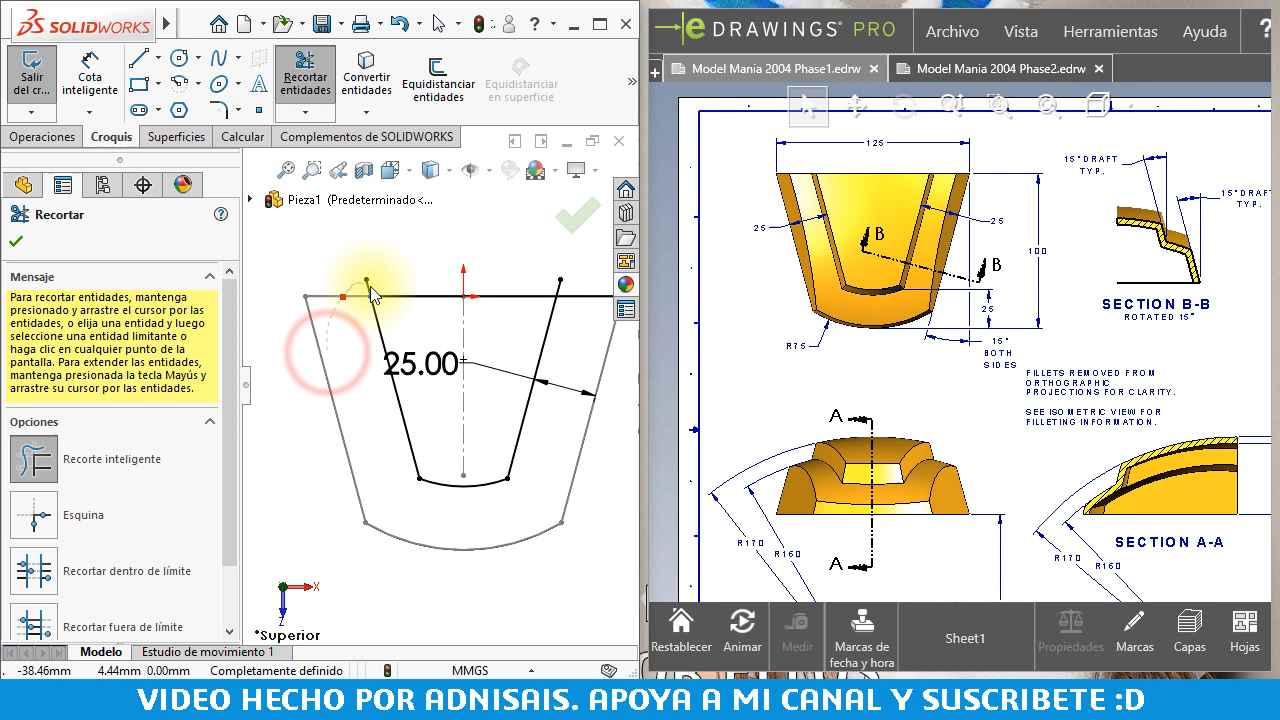 SOLIDWORKS
?
Salir
del cr...
Cota
inteligente
Recortar
entidades
Convertir
entidades
Equidistanciar
entidades
Equidistanciar
en superficie
Operaciones
Croquis
Superficies
Calcular
Complementos de SOLIDWORKS
Pieza1 (Predeterminado <...
Recortar
?
Mensaje
Para recortar entidades, mantenga
presionado y arrastre el cursor por las
entidades, o elija una entidad y luego
seleccione una entidad limitante o
haga clic en cualquier punto de la
pantalla. Para extender las entidades,
mantenga presionada la tecla Mayús y
arrastre su cursor por las entidades.
Opciones
Recorte inteligente
Esquina
Recortar dentro de límite
Recortar fuera de límite
25.00
X
Z
*Superior
Modelo
Estudio de movimiento 1
-38.46mm
4.44mm
0.00mm
Completamente definido
MMGS
eDRAWINGS® PRO
Archivo
Vista
Herramientas
Ayuda
?
Model Mania 2004 Phase1.edrw
Model Mania 2004 Phase2.edrw
125
25
25
B
B
100
25
R75
15°
BOTH
SIDES
15° DRAFT
TYP.
15° DRAFT
TYP.
SECTION B-B
ROTATED 15°
FILLETS REMOVED FROM
ORTHOGRAPHIC
PROJECTIONS FOR CLARITY.
SEE ISOMETRIC VIEW FOR
FILLETING INFORMATION.
A
A
R170
R160
SECTION A-A
R170
R160
Restablecer
Animar
Medir
Marcas de
fecha y hora
Sheet1
Propiedades
Marcas
Capas
Hojas
VIDEO HECHO POR ADNISAIS. APOYA A MI CANAL Y SUSCRIBETE :D